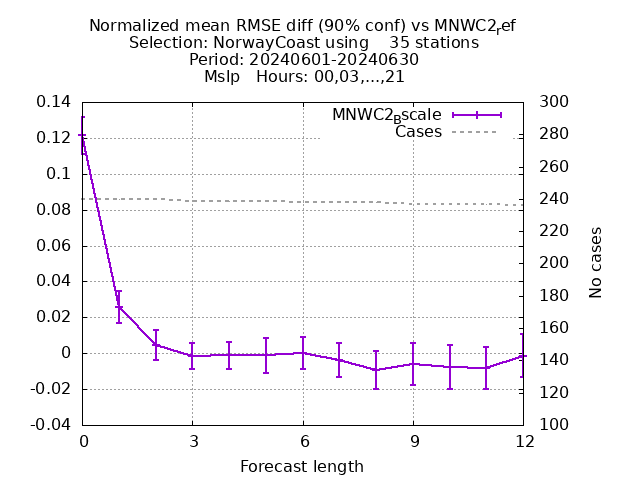 Normalized mean RMSE diff (90% conf) vs MNWC2ref
Selection: NorwayCoast using    35 stations
Period: 20240601-20240630
Mslp   Hours: 00,03,...,21
MNWC2Bscale
Cases
0.14
0.12
0.1
0.08
0.06
0.04
0.02
0
-0.02
-0.04
300
280
260
240
220
200
180
160
140
120
100
No cases
0 3 6 9 12
Forecast length